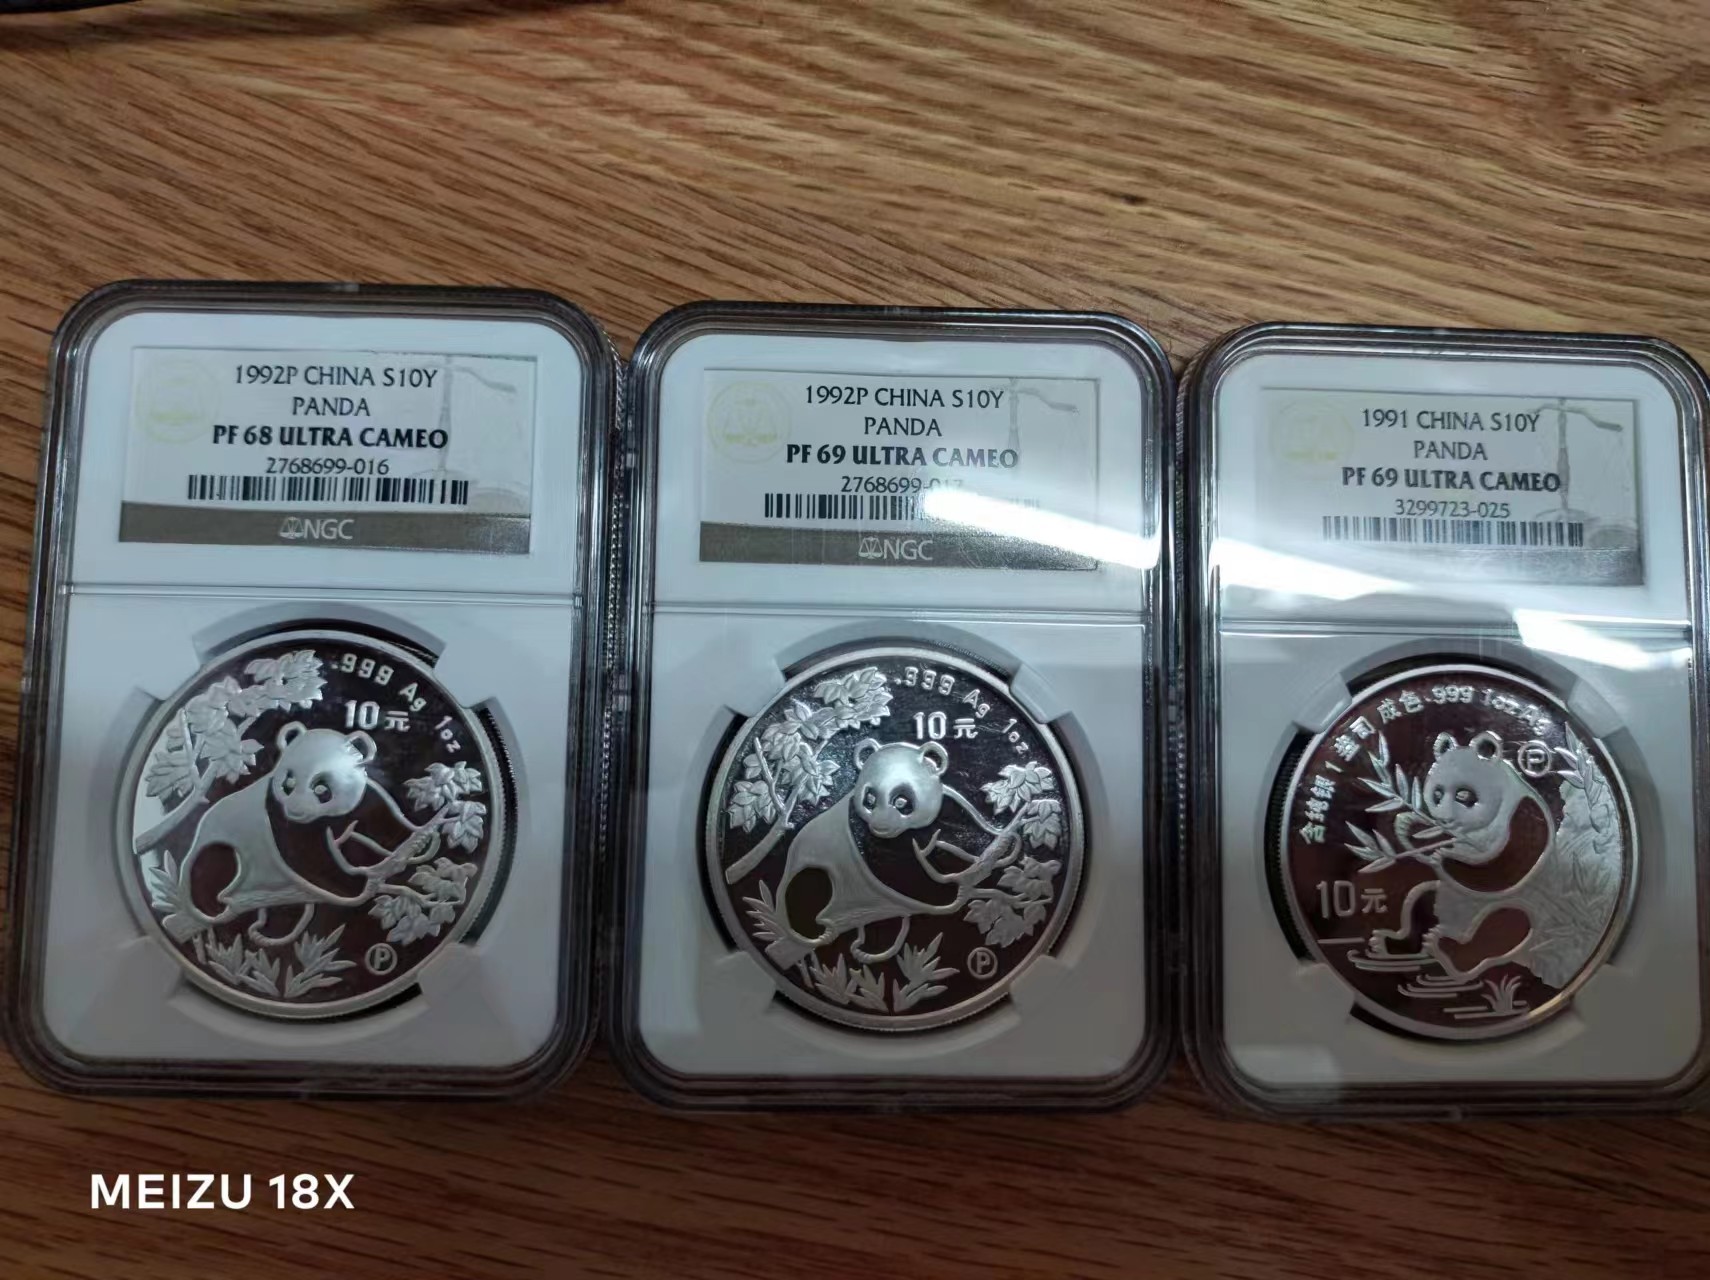 1992P CHINA S10Y
PANDA
PF 68 ULTRA CAMEO
2768699-016
NGC
.999 Ag 1oz
10元
P
1992P CHINA S10Y
PANDA
PF 69 ULTRA CAMEO
2768699-017
NGC
.999 Ag 1oz
10元
P
1991 CHINA S10Y
PANDA
PF 69 ULTRA CAMEO
3299723-025
含纯银1盎司 成色.999 1oz Ag
P
10元
MEIZU 18X